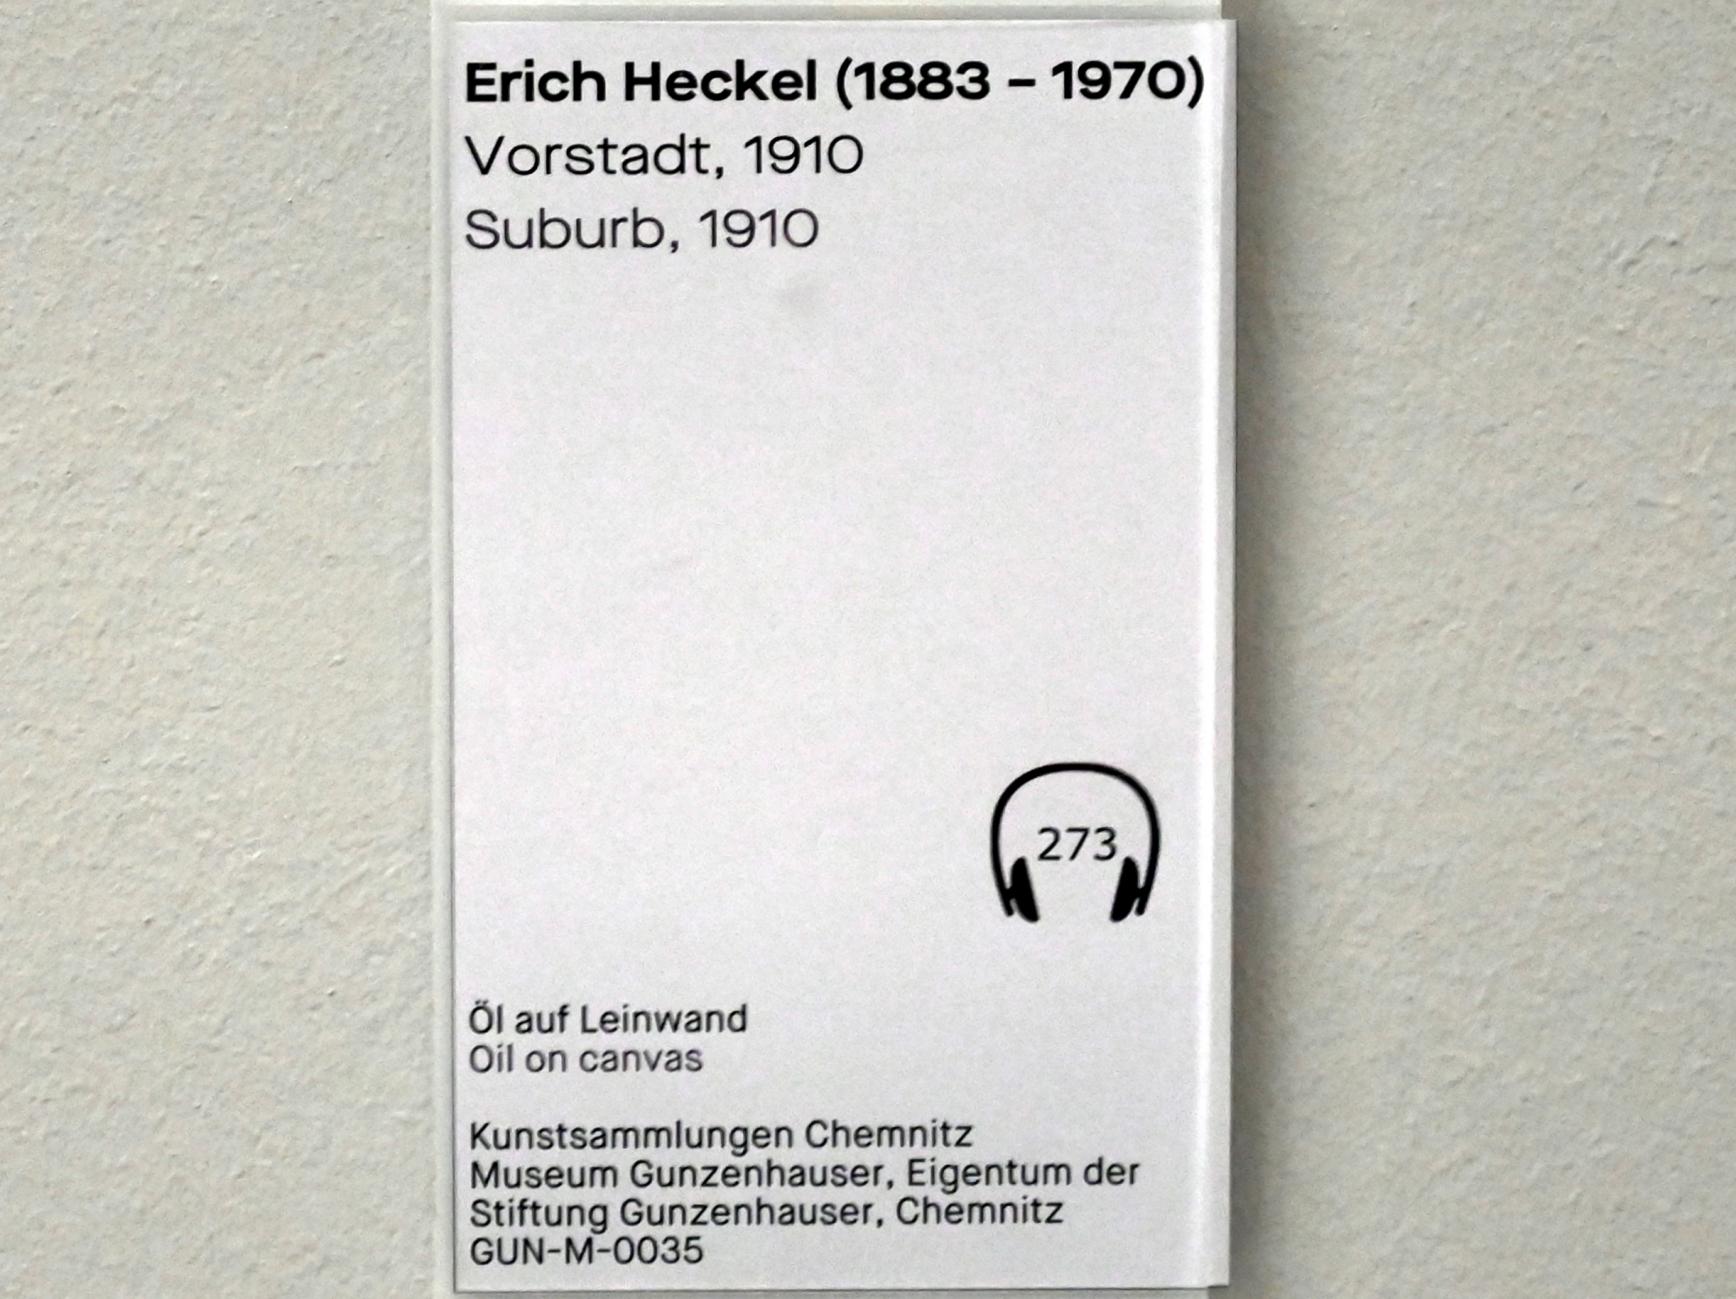 Erich Heckel (1883 – 1970)
Vorstadt, 1910
Suburb, 1910
273
Öl auf Leinwand
Oil on canvas
Kunstsammlungen Chemnitz
Museum Gunzenhauser, Eigentum der
Stiftung Gunzenhauser, Chemnitz
GUN-M-0035